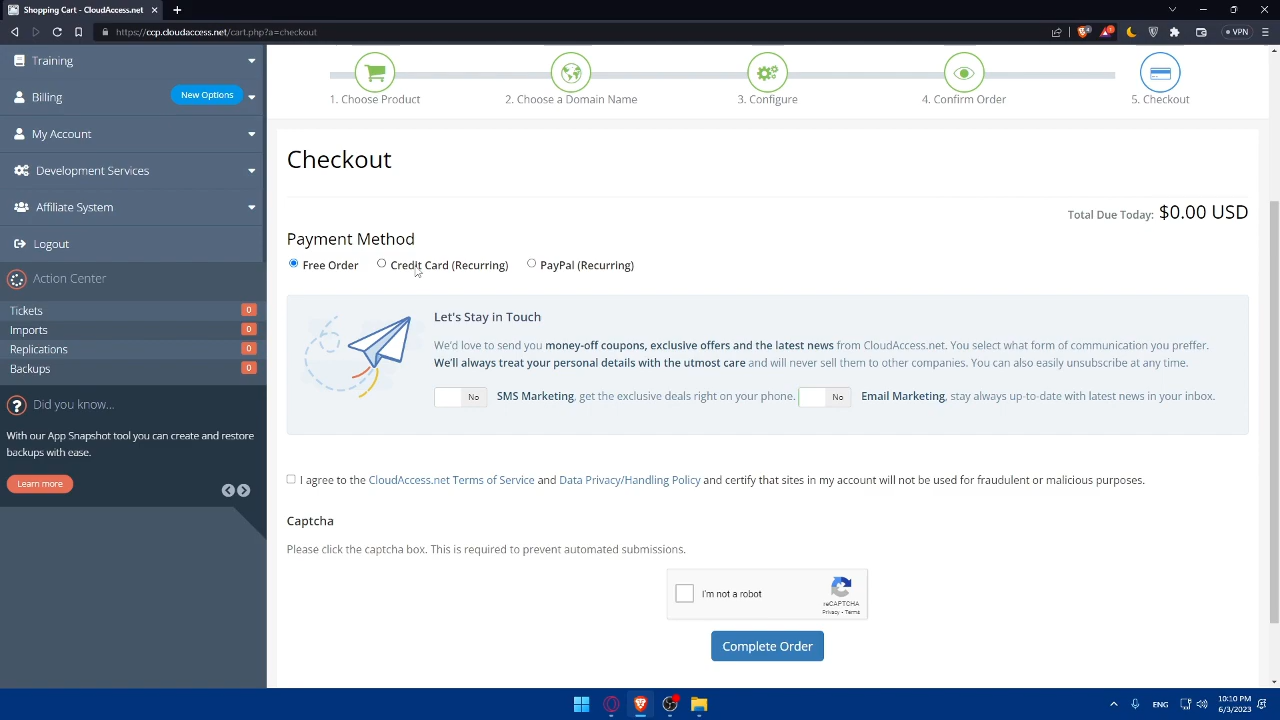 Shopping Cart - CloudAccess.net
https://ccp.cloudaccess.net/cart.php?a=checkout
VPN
Training
Billing
New Options
My Account
Development Services
Affiliate System
Logout
Action Center
Tickets 0
Imports 0
Replications 0
Backups 0
Did you know...
With our App Snapshot tool you can create and restore
backups with ease.
Learn more
1. Choose Product
2. Choose a Domain Name
3. Configure
4. Confirm Order
5. Checkout
Checkout
Total Due Today: $0.00 USD
Payment Method
Free Order
Credit Card (Recurring)
PayPal (Recurring)
Let's Stay in Touch
We'd love to send you money-off coupons, exclusive offers and the latest news from CloudAccess.net. You select what form of communication you prefer.
We'll always treat your personal details with the utmost care and will never sell them to other companies. You can also easily unsubscribe at any time.
No SMS Marketing, get the exclusive deals right on your phone. No Email Marketing, stay always up-to-date with latest news in your inbox.
I agree to the CloudAccess.net Terms of Service and Data Privacy/Handling Policy and certify that sites in my account will not be used for fraudulent or malicious purposes.
Captcha
Please click the captcha box. This is required to prevent automated submissions.
I'm not a robot
reCAPTCHA
Privacy - Terms
Complete Order
ENG
10:10 PM
6/3/2023